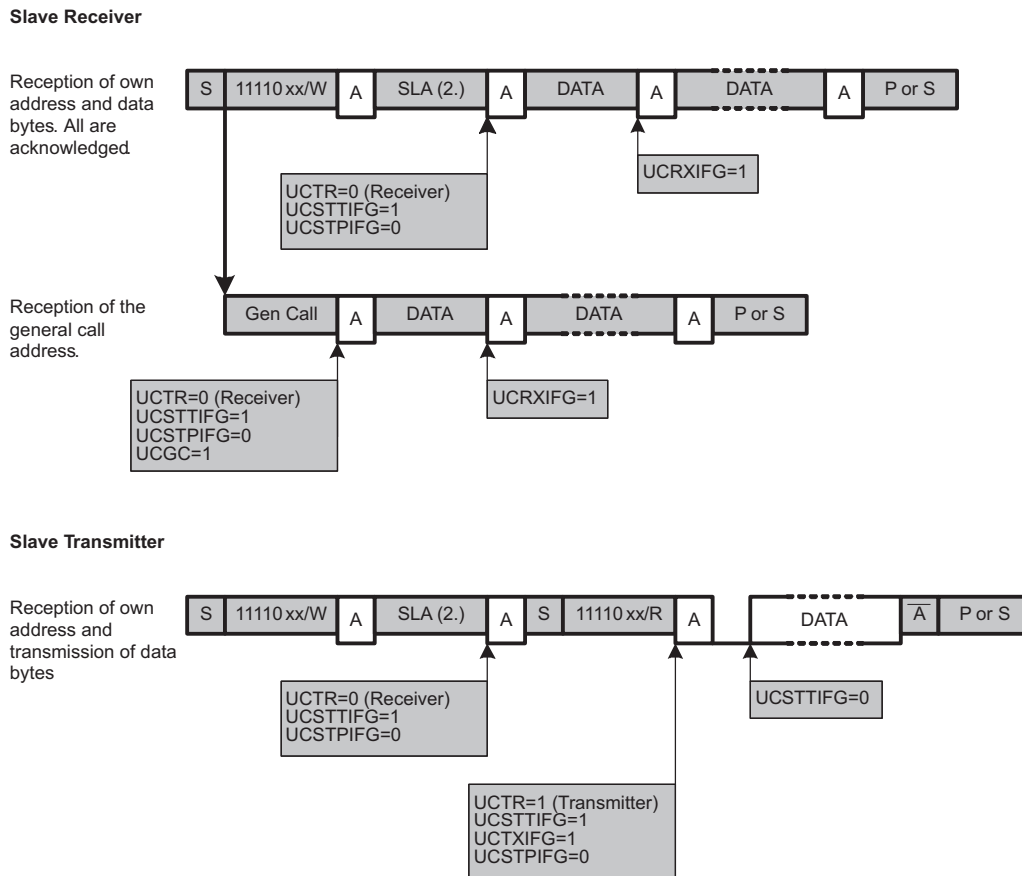 Slave Receiver
Reception of own
address and data
bytes. All are
acknowledged.
S 11110 xx/W A SLA (2.) A DATA A DATA A P or S
UCTR=0 (Receiver)
UCSTTIFG=1
UCSTPIFG=0
UCRXIFG=1
Reception of the
general call
address.
Gen Call A DATA A DATA A P or S
UCTR=0 (Receiver)
UCSTTIFG=1
UCSTPIFG=0
UCGC=1
UCRXIFG=1
Slave Transmitter
Reception of own
address and
transmission of data
bytes
S 11110 xx/W A SLA (2.) A S 11110 xx/R A DATA A̅ P or S
UCTR=0 (Receiver)
UCSTTIFG=1
UCSTPIFG=0
UCSTTIFG=0
UCTR=1 (Transmitter)
UCSTTIFG=1
UCTXIFG=1
UCSTPIFG=0